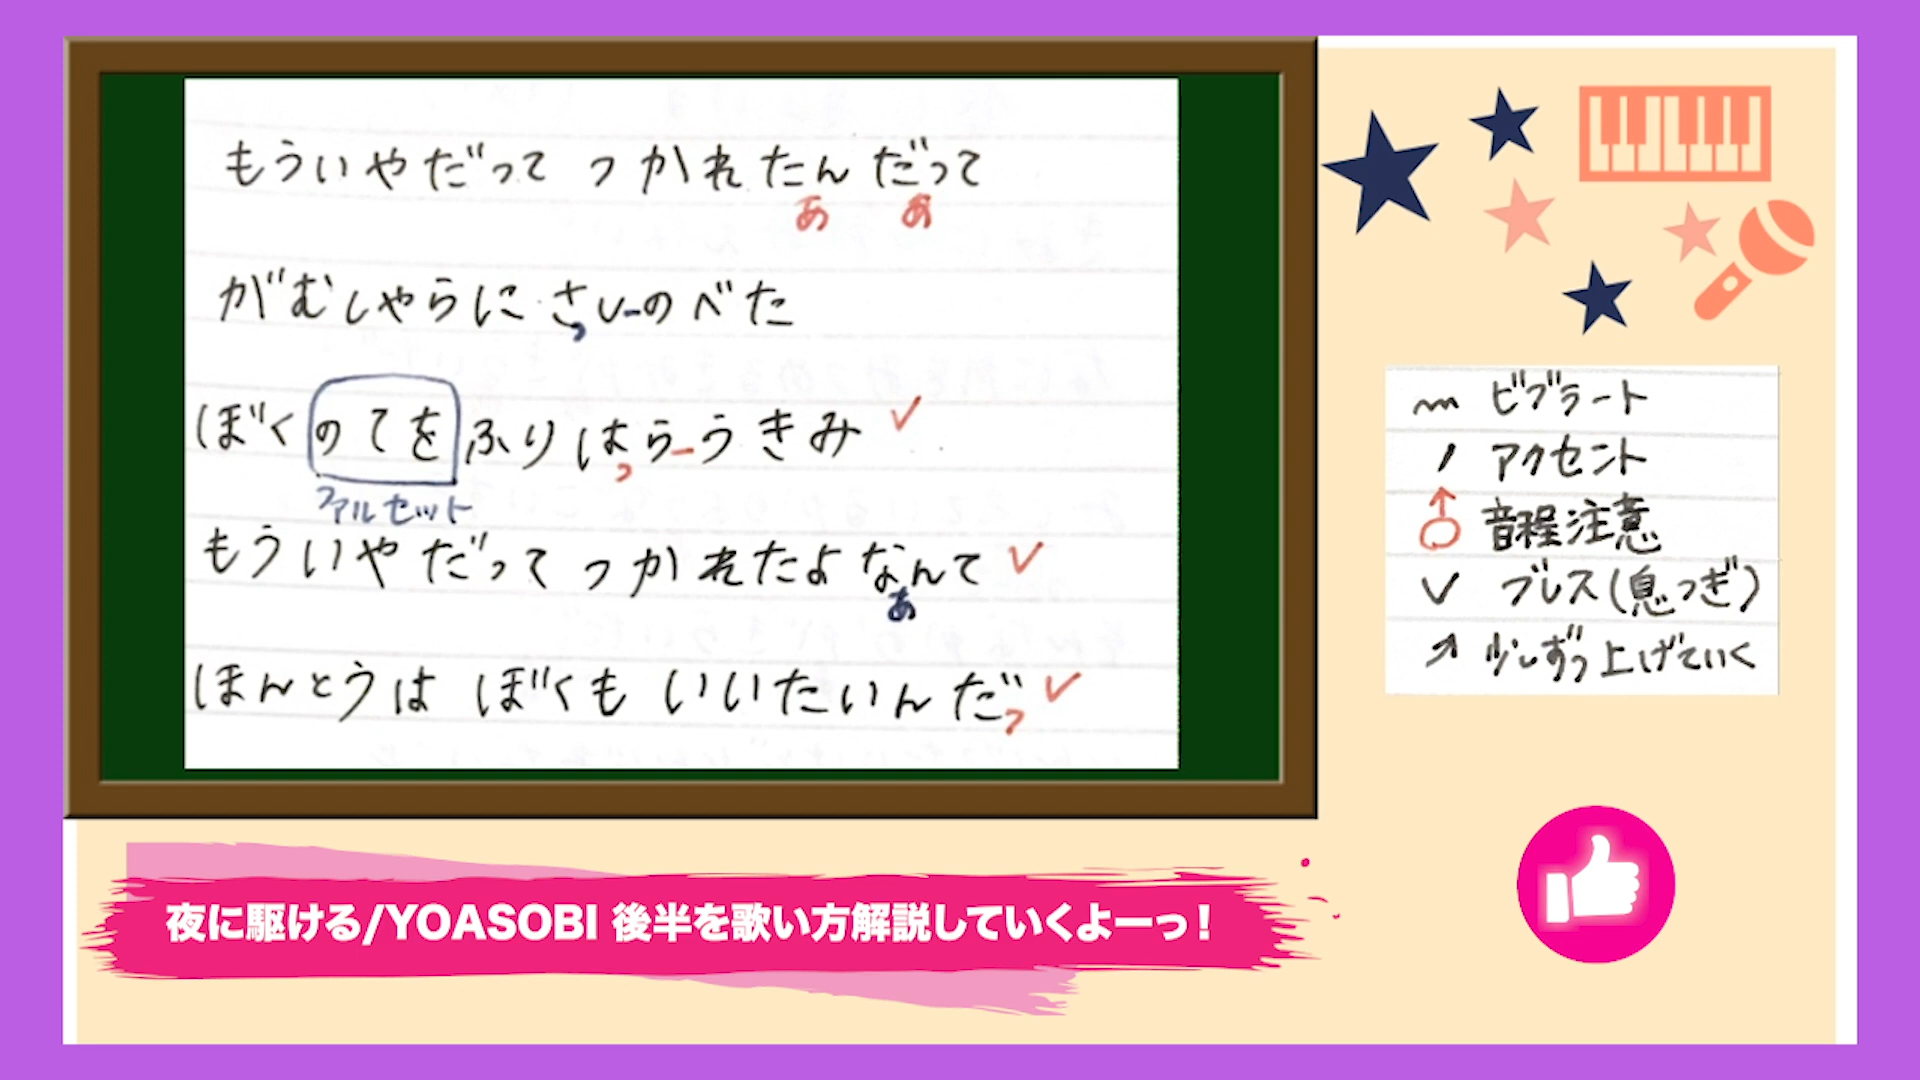 もういやだって つかれたんだって
あ あ
がむしゃらに さしーのべた
っ
ぼくのてをふりはらーうきみ ✓
っ
ファルセット
もういやだって つかれたよなんて ✓
あ
ほんとうは ぼくも いいたいんだ ✓
っ
ビブラート
アクセント
音程注意
✓ ブレス(息つぎ)
少しずつ上げていく
夜に駆ける/YOASOBI 後半を歌い方解説していくよーっ!